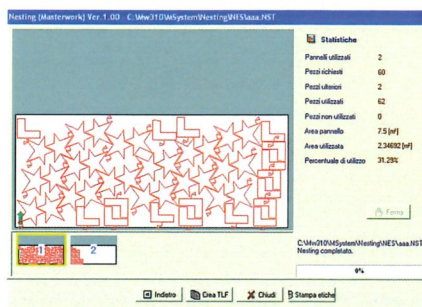 Nesting (Masterwork) Ver.1.00 C:\Mw310\MSystem\Nesting\NES\aaa.NST
Statistiche
Pannelli utilizzati 2
Pezzi richiesti 60
Pezzi ulteriori 2
Pezzi utilizzati 62
Pezzi non utilizzati 0
Area pannello 7.5 [m²]
Area utilizzata 2.34692 [m²]
Percentuale di utilizzo 31.29%
Ferma
1 2
C:\Mw310\MSystem\Nesting\NES\aaa.NST
Nesting completato.
0%
Indietro Crea TLF Chiudi Stampa etiche